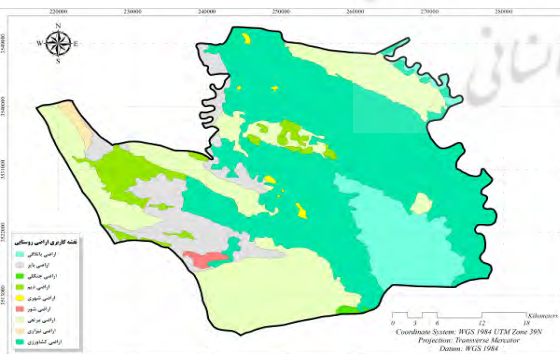 220000 230000 240000 250000 260000 270000 280000
N
W E
S
نقشه کاربری اراضی روستایی
اراضی باتلاقی
اراضی بایر
اراضی جنگلی
اراضی دیم
اراضی شهری
اراضی شور
اراضی مرتعی
اراضی نیزاری
اراضی کشاورزی
Kilometers
0 3 6 12 18
Coordinate System: WGS 1984 UTM Zone 39N
Projection: Transverse Mercator
Datum: WGS 1984